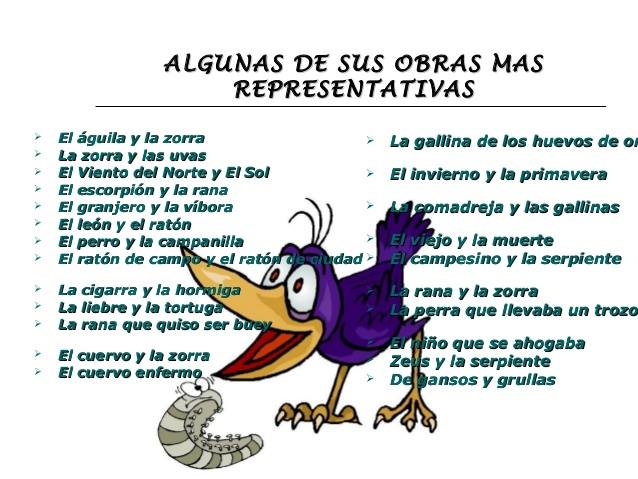 ALGUNAS DE SUS OBRAS MAS
REPRESENTATIVAS
El águila y la zorra
La zorra y las uvas
El Viento del Norte y El Sol
El escorpión y la rana
El granjero y la víbora
El león y el ratón
El perro y la campanilla
El ratón de campo y el ratón de ciudad
La cigarra y la hormiga
La liebre y la tortuga
La rana que quiso ser buey
El cuervo y la zorra
El cuervo enfermo
La gallina de los huevos de or
El invierno y la primavera
La comadreja y las gallinas
El viejo y la muerte
El campesino y la serpiente
La rana y la zorra
La perra que llevaba un trozo
El niño que se ahogaba
Zeus y la serpiente
De gansos y grullas